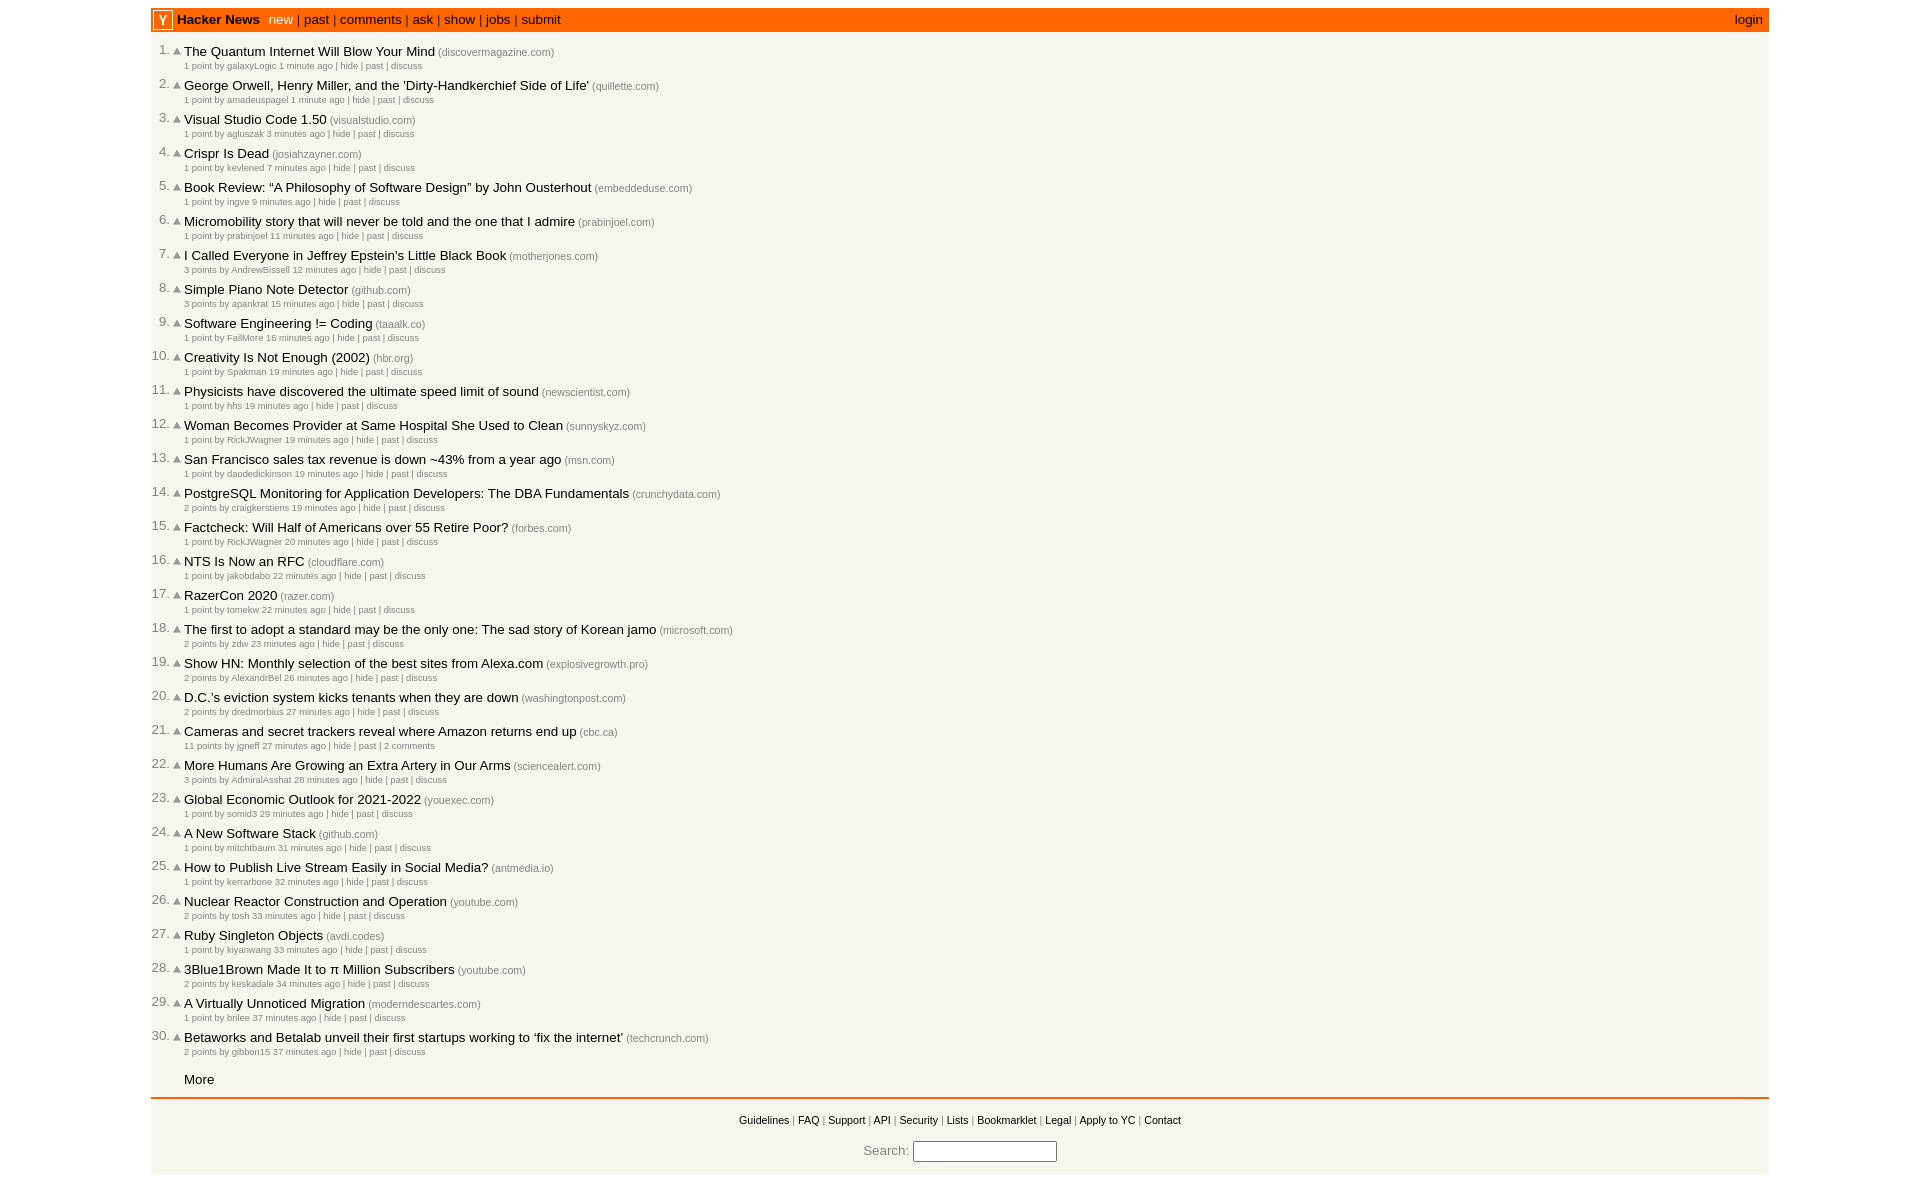 Y Hacker News new | past | comments | ask | show | jobs | submit login
1. The Quantum Internet Will Blow Your Mind (discovermagazine.com)
1 point by galaxyLogic 1 minute ago | hide | past | discuss
2. George Orwell, Henry Miller, and the 'Dirty-Handkerchief Side of Life' (quillette.com)
1 point by amadeuspagel 1 minute ago | hide | past | discuss
3. Visual Studio Code 1.50 (visualstudio.com)
1 point by agluszak 3 minutes ago | hide | past | discuss
4. Crispr Is Dead (josiahzayner.com)
1 point by kevlened 7 minutes ago | hide | past | discuss
5. Book Review: “A Philosophy of Software Design” by John Ousterhout (embeddeduse.com)
1 point by ingve 9 minutes ago | hide | past | discuss
6. Micromobility story that will never be told and the one that I admire (prabinjoel.com)
1 point by prabinjoel 11 minutes ago | hide | past | discuss
7. I Called Everyone in Jeffrey Epstein's Little Black Book (motherjones.com)
3 points by AndrewBissell 12 minutes ago | hide | past | discuss
8. Simple Piano Note Detector (github.com)
3 points by apankrat 15 minutes ago | hide | past | discuss
9. Software Engineering != Coding (taaalk.co)
1 point by FailMore 16 minutes ago | hide | past | discuss
10. Creativity Is Not Enough (2002) (hbr.org)
1 point by Spakman 19 minutes ago | hide | past | discuss
11. Physicists have discovered the ultimate speed limit of sound (newscientist.com)
1 point by hhs 19 minutes ago | hide | past | discuss
12. Woman Becomes Provider at Same Hospital She Used to Clean (sunnyskyz.com)
1 point by RickJWagner 19 minutes ago | hide | past | discuss
13. San Francisco sales tax revenue is down ~43% from a year ago (msn.com)
1 point by daodedickinson 19 minutes ago | hide | past | discuss
14. PostgreSQL Monitoring for Application Developers: The DBA Fundamentals (crunchydata.com)
2 points by craigkerstiens 19 minutes ago | hide | past | discuss
15. Factcheck: Will Half of Americans over 55 Retire Poor? (forbes.com)
1 point by RickJWagner 20 minutes ago | hide | past | discuss
16. NTS Is Now an RFC (cloudflare.com)
1 point by jakobdabo 22 minutes ago | hide | past | discuss
17. RazerCon 2020 (razer.com)
1 point by tomekw 22 minutes ago | hide | past | discuss
18. The first to adopt a standard may be the only one: The sad story of Korean jamo (microsoft.com)
2 points by zdw 23 minutes ago | hide | past | discuss
19. Show HN: Monthly selection of the best sites from Alexa.com (explosivegrowth.pro)
2 points by AlexandrBel 26 minutes ago | hide | past | discuss
20. D.C.’s eviction system kicks tenants when they are down (washingtonpost.com)
2 points by dredmorbius 27 minutes ago | hide | past | discuss
21. Cameras and secret trackers reveal where Amazon returns end up (cbc.ca)
11 points by jgneff 27 minutes ago | hide | past | 2 comments
22. More Humans Are Growing an Extra Artery in Our Arms (sciencealert.com)
3 points by AdmiralAsshat 28 minutes ago | hide | past | discuss
23. Global Economic Outlook for 2021-2022 (youexec.com)
1 point by somid3 29 minutes ago | hide | past | discuss
24. A New Software Stack (github.com)
1 point by mitchtbaum 31 minutes ago | hide | past | discuss
25. How to Publish Live Stream Easily in Social Media? (antmedia.io)
1 point by kerrarbone 32 minutes ago | hide | past | discuss
26. Nuclear Reactor Construction and Operation (youtube.com)
2 points by tosh 33 minutes ago | hide | past | discuss
27. Ruby Singleton Objects (avdi.codes)
1 point by kiyanwang 33 minutes ago | hide | past | discuss
28. 3Blue1Brown Made It to π Million Subscribers (youtube.com)
2 points by keskadale 34 minutes ago | hide | past | discuss
29. A Virtually Unnoticed Migration (moderndescartes.com)
1 point by brilee 37 minutes ago | hide | past | discuss
30. Betaworks and Betalab unveil their first startups working to ‘fix the internet’ (techcrunch.com)
2 points by gibbon15 37 minutes ago | hide | past | discuss
More
Guidelines | FAQ | Support | API | Security | Lists | Bookmarklet | Legal | Apply to YC | Contact
Search: